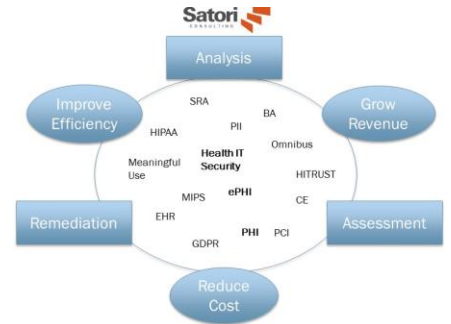 Satori
CONSULTING
Analysis
Improve
Efficiency
Grow
Revenue
SRA
BA
PII
HIPAA
Omnibus
Health IT
Security
Meaningful
Use
HITRUST
ePHI
MIPS
CE
EHR
Remediation
Assessment
PHI
PCI
GDPR
Reduce
Cost